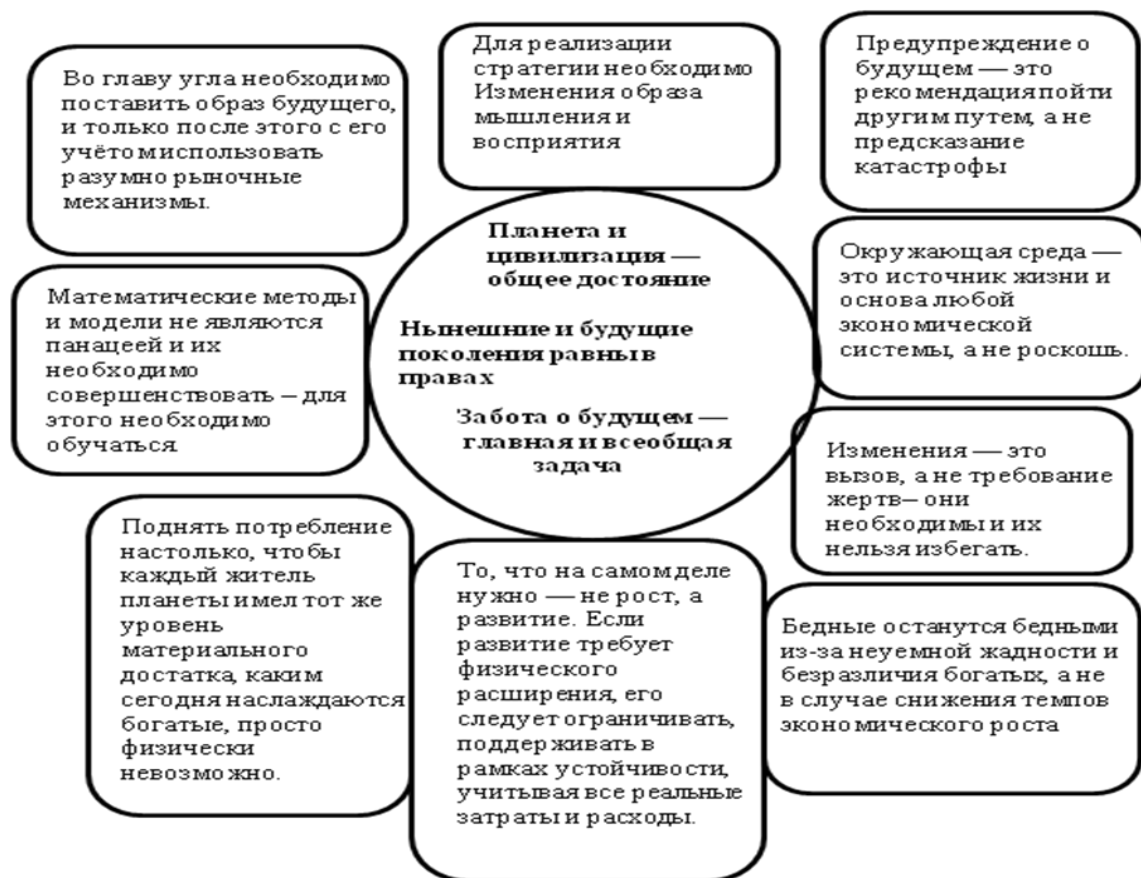 Во главу угла необходимо
поставить образ будущего,
и только после этого с его
учётом использовать
разумно рыночные
механизмы.
Для реализации
стратегии необходимо
Изменения образа
мышления и
восприятия
Предупреждение о
будущем — это
рекомендация пойти
другим путем, а не
предсказание
катастрофы
Математические методы
и модели не являются
панацеей и их
необходимо
совершенствовать – для
этого необходимо
обучаться
Планета и
цивилизация —
общее достояние
Нынешние и будущие
поколения равны в
правах
Забота о будущем —
главная и всеобщая
задача
Окружающая среда —
это источник жизни и
основа любой
экономической
системы, а не роскошь.
Изменения — это
вызов, а не требование
жертв– они
необходимы и их
нельзя избегать.
Поднять потребление
настолько, чтобы
каждый житель
планеты имел тот же
уровень
материального
достатка, каким
сегодня наслаждаются
богатые, просто
физически
невозможно.
То, что на самом деле
нужно — не рост, а
развитие. Если
развитие требует
физического
расширения, его
следует ограничивать,
поддерживать в
рамках устойчивости,
учитывая все реальные
затраты и расходы.
Бедные останутся бедными
из-за неуемной жадности и
безразличия богатых, а не
в случае снижения темпов
экономического роста